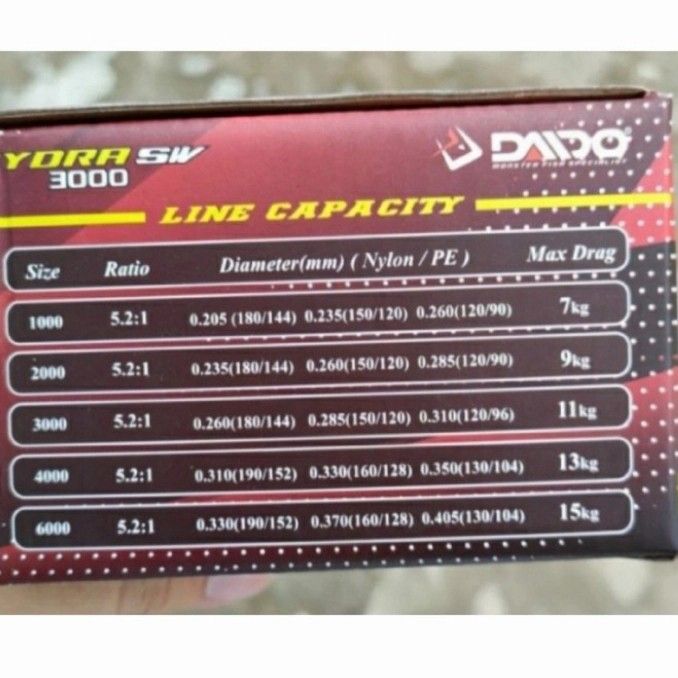 YORA SW
3000
DAIDO
MONSTER FISH SPECIALIST
LINE CAPACITY
Size Ratio Diameter(mm) ( Nylon / PE ) Max Drag
1000 5.2:1 0.205 (180/144) 0.235(150/120) 0.260(120/90) 7kg
2000 5.2:1 0.235(180/144) 0.260(150/120) 0.285(120/90) 9kg
3000 5.2:1 0.260(180/144) 0.285(150/120) 0.310(120/96) 11kg
4000 5.2:1 0.310(190/152) 0.330(160/128) 0.350(130/104) 13kg
6000 5.2:1 0.330(190/152) 0.370(160/128) 0.405(130/104) 15kg